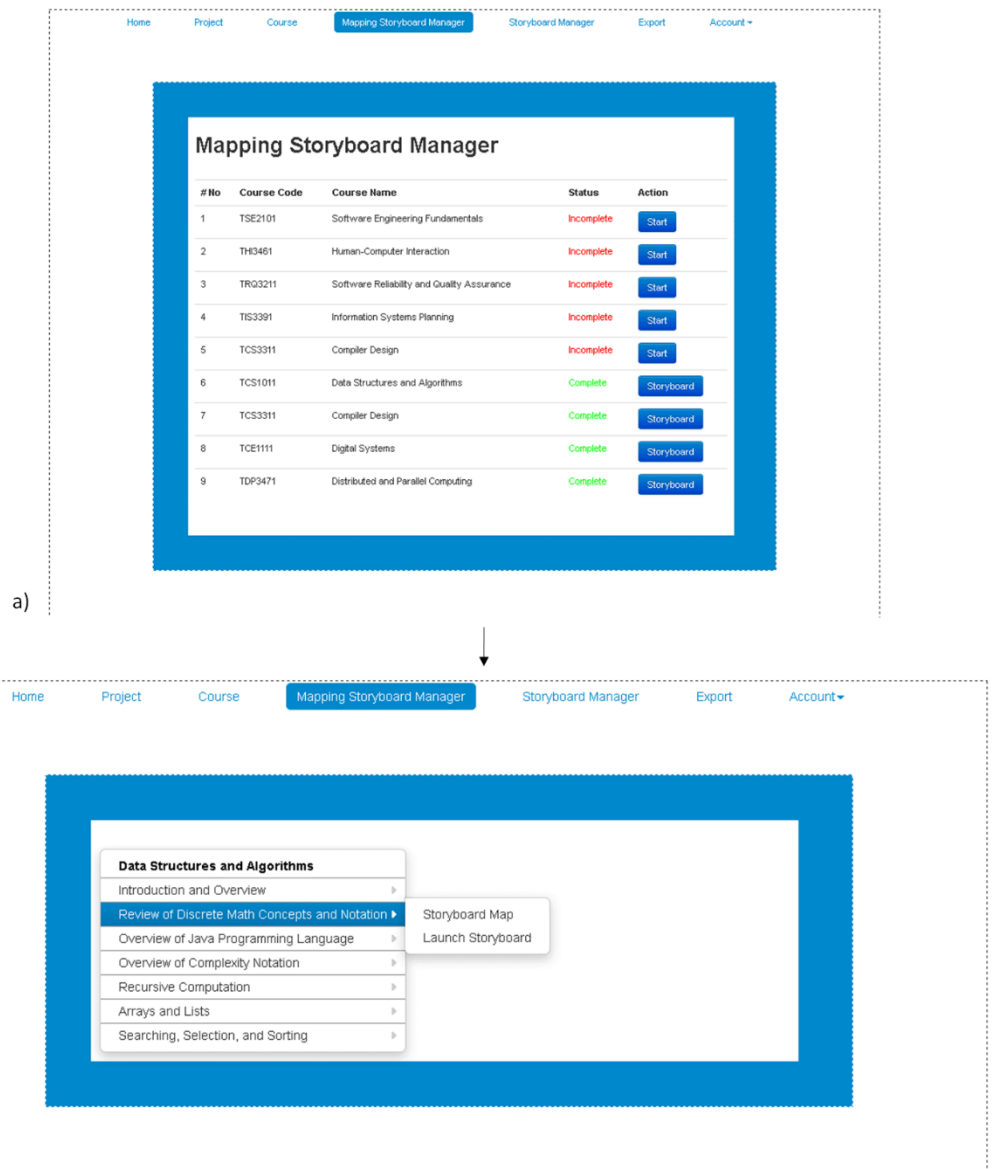 Home Project Course Mapping Storyboard Manager Storyboard Manager Export Account
Mapping Storyboard Manager
# No Course Code Course Name Status Action
1 TSE2101 Software Engineering Fundamentals Incomplete Start
2 THI3461 Human-Computer Interaction Incomplete Start
3 TRQ3211 Software Reliability and Quality Assurance Incomplete Start
4 TIS3391 Information Systems Planning Incomplete Start
5 TCS3311 Compiler Design Incomplete Start
6 TCS1011 Data Structures and Algorithms Complete Storyboard
7 TCS3311 Compiler Design Complete Storyboard
8 TCE1111 Digital Systems Complete Storyboard
9 TDP3471 Distributed and Parallel Computing Complete Storyboard
a)
Home Project Course Mapping Storyboard Manager Storyboard Manager Export Account
Data Structures and Algorithms
Introduction and Overview
Review of Discrete Math Concepts and Notation Storyboard Map
Overview of Java Programming Language Launch Storyboard
Overview of Complexity Notation
Recursive Computation
Arrays and Lists
Searching, Selection, and Sorting